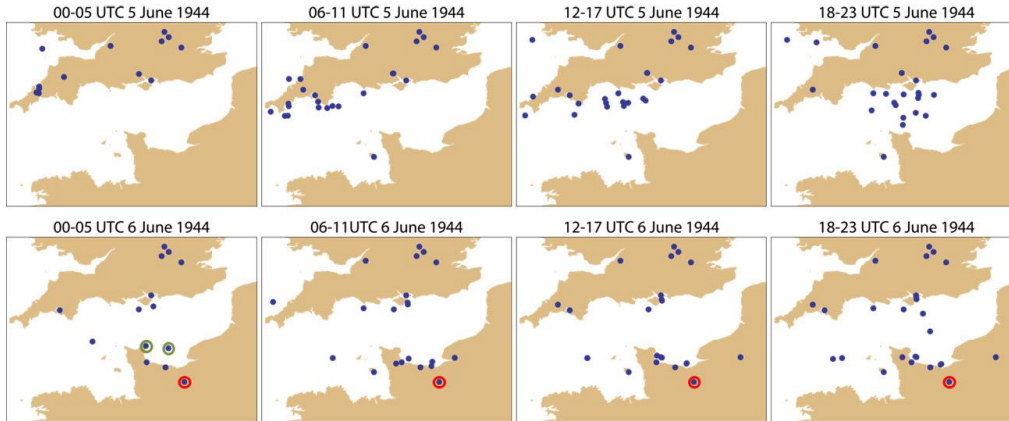 00-05 UTC 5 June 1944
06-11 UTC 5 June 1944
12-17 UTC 5 June 1944
18-23 UTC 5 June 1944
00-05 UTC 6 June 1944
06-11UTC 6 June 1944
12-17 UTC 6 June 1944
18-23 UTC 6 June 1944